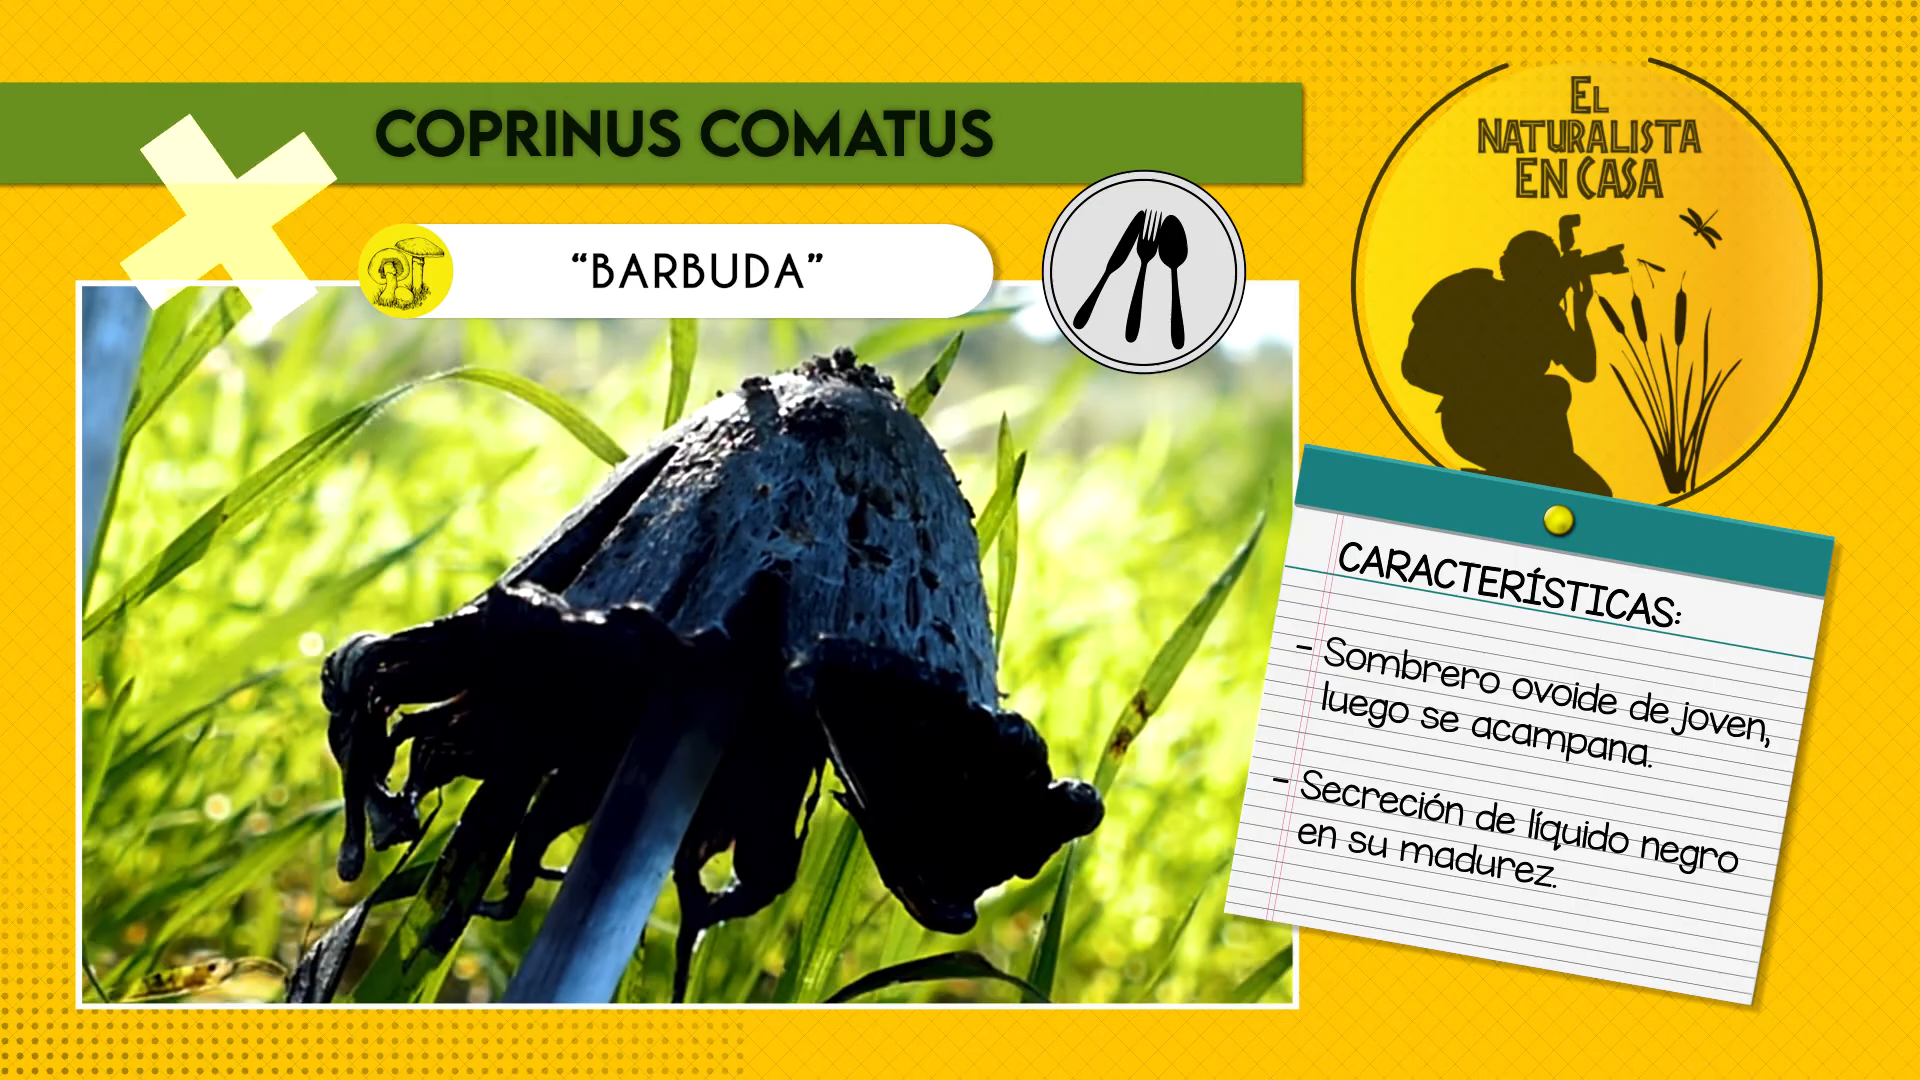 COPRINUS COMATUS
“BARBUDA”
EL
NATURALISTA
EN CASA
CARACTERÍSTICAS:
- Sombrero ovoide de joven,
luego se acampana.
- Secreción de líquido negro
en su madurez.